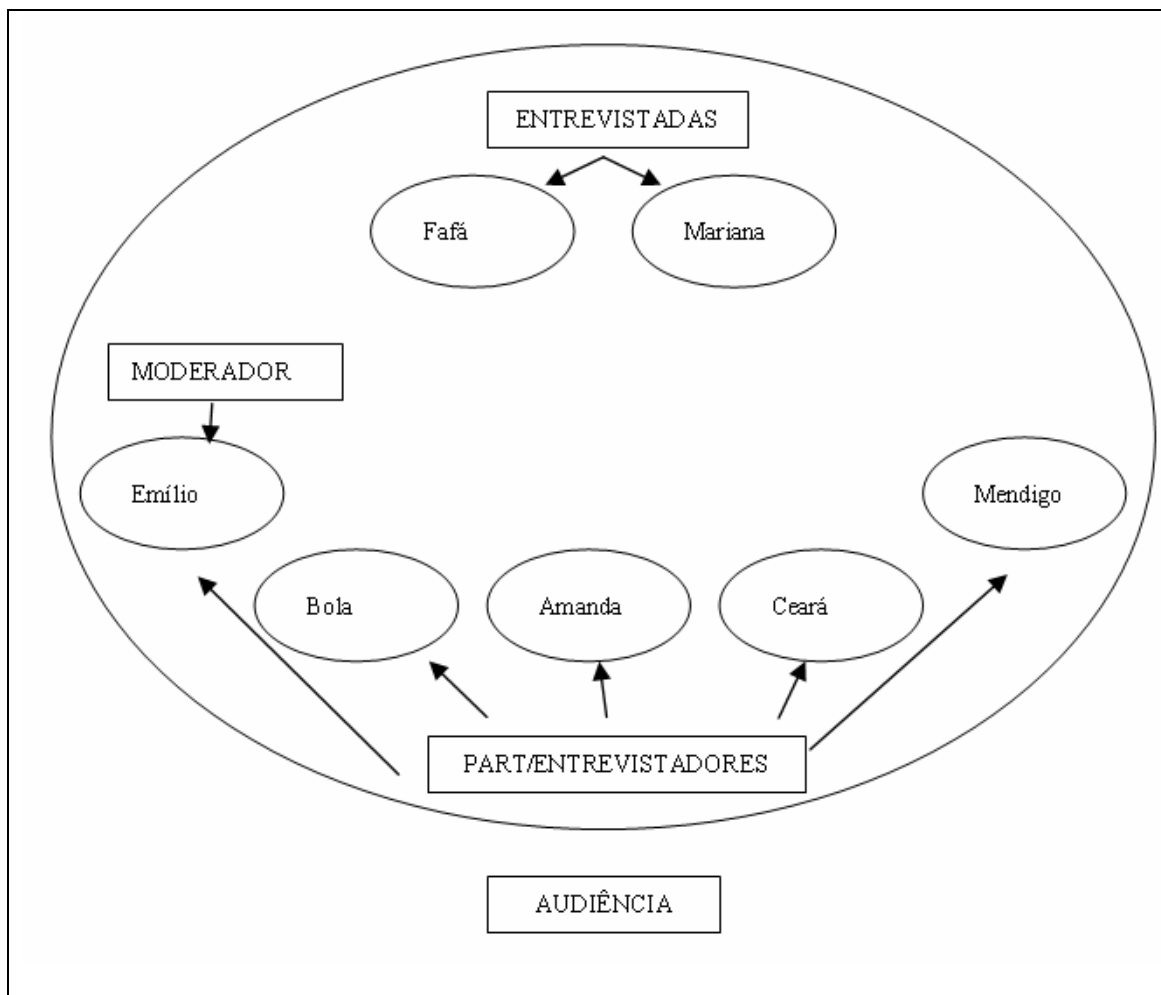 ENTREVISTADAS
Fafá
Mariana
MODERADOR
Emílio
Mendigo
Bola
Amanda
Ceará
PART/ENTREVISTADORES
AUDIÊNCIA